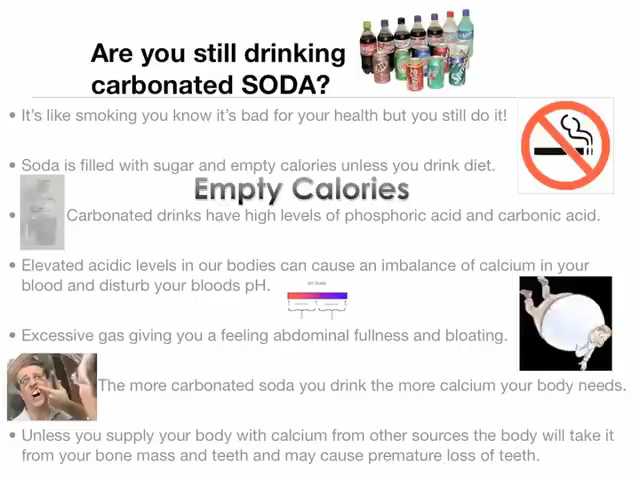 Are you still drinking
carbonated SODA?
• It's like smoking you know it's bad for your health but you still do it!
• Soda is filled with sugar and empty calories unless you drink diet.
Empty Calories
• Carbonated drinks have high levels of phosphoric acid and carbonic acid.
• Elevated acidic levels in our bodies can cause an imbalance of calcium in your
blood and disturb your bloods pH.
• Excessive gas giving you a feeling abdominal fullness and bloating.
The more carbonated soda you drink the more calcium your body needs.
• Unless you supply your body with calcium from other sources the body will take it
from your bone mass and teeth and may cause premature loss of teeth.